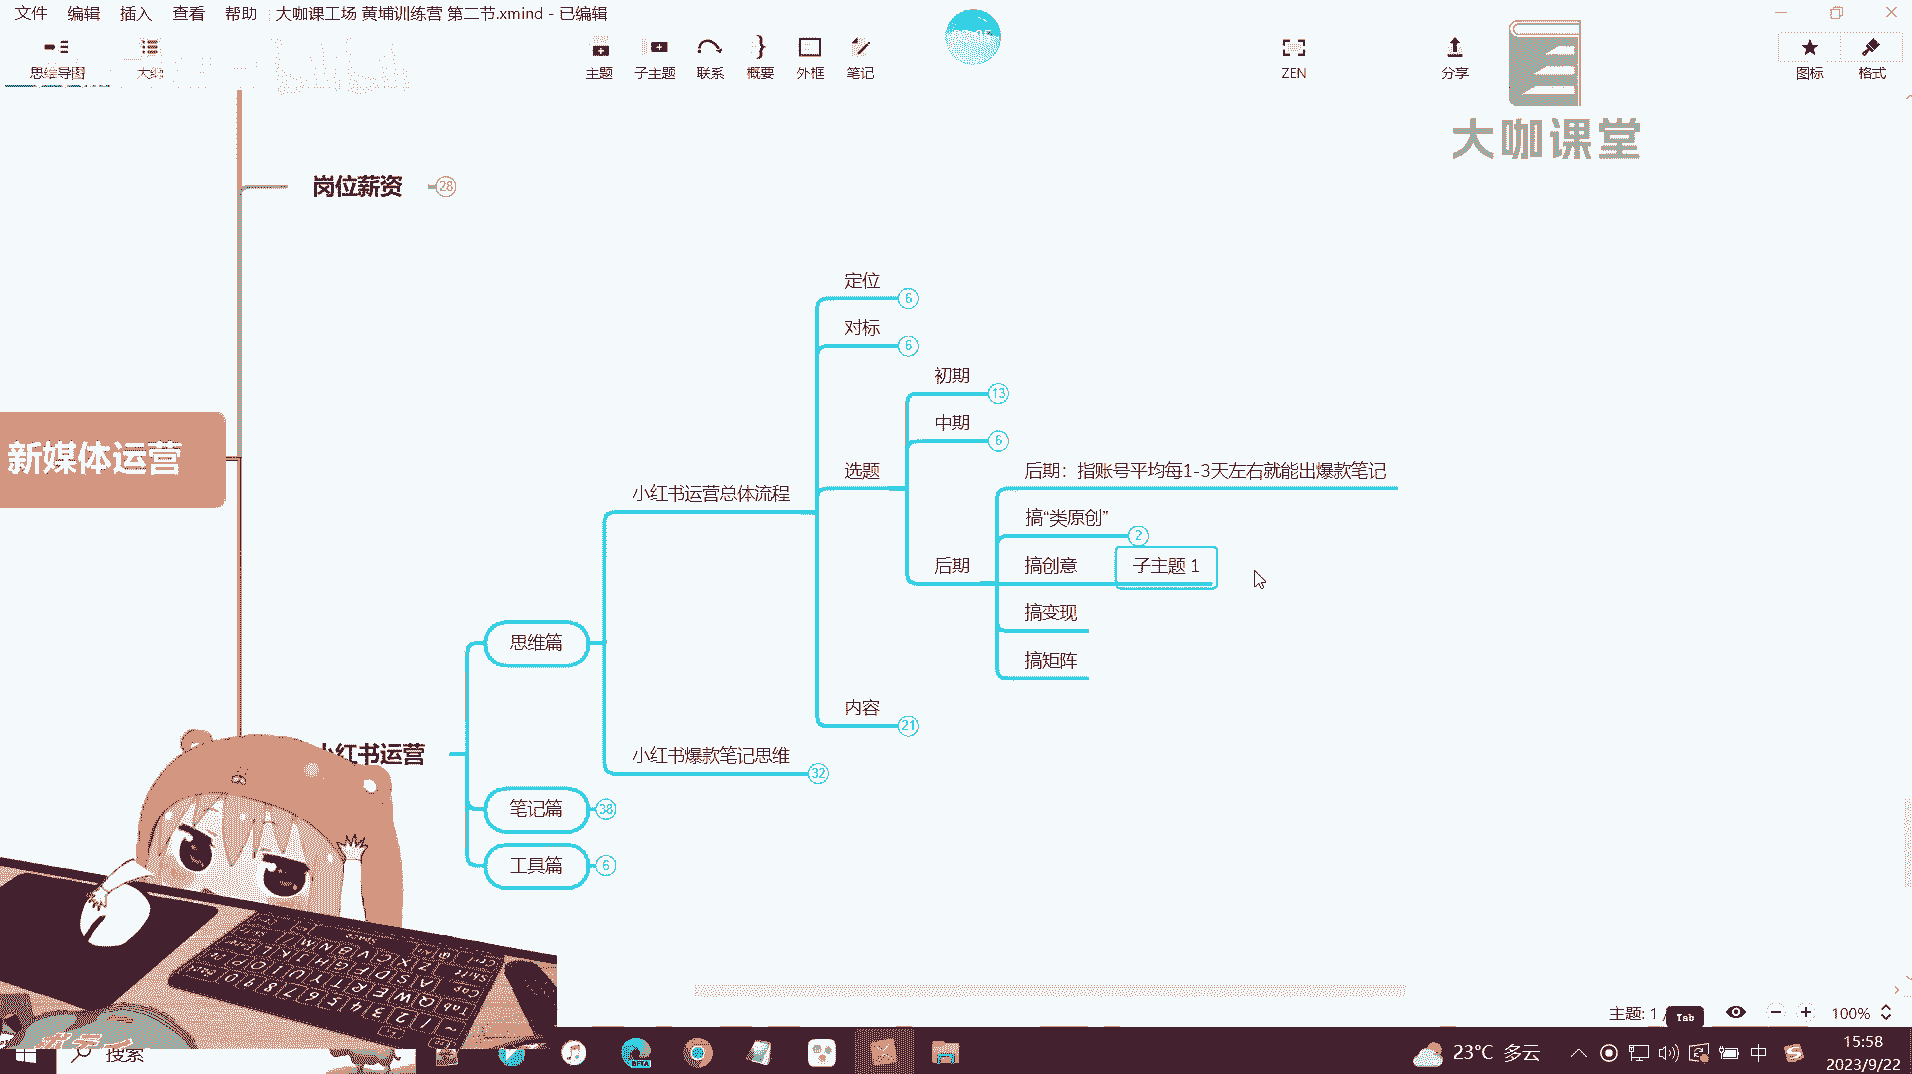 文件 编辑 插入 查看 帮助 大咖课工场 黄埔训练营 第二节.xmind - 已编辑
思维导图 大纲 主题 子主题 联系 概要 外框 笔记 ZEN 分享 图标 格式
大咖课堂
岗位薪资 28
定位 6
对标 6
初期 13
中期 6
选题
后期：指账号平均每1-3天左右就能出爆款笔记
新媒体运营
小红书运营总体流程
搞“类原创” 2
后期
搞创意 子主题 1
搞变现
思维篇
搞矩阵
内容 21
小红书运营
小红书爆款笔记思维 32
笔记篇 38
工具篇 6
主题: 1 /
Tab
100%
搜索
BETA
23°C 多云
中
15:58
2023/9/22